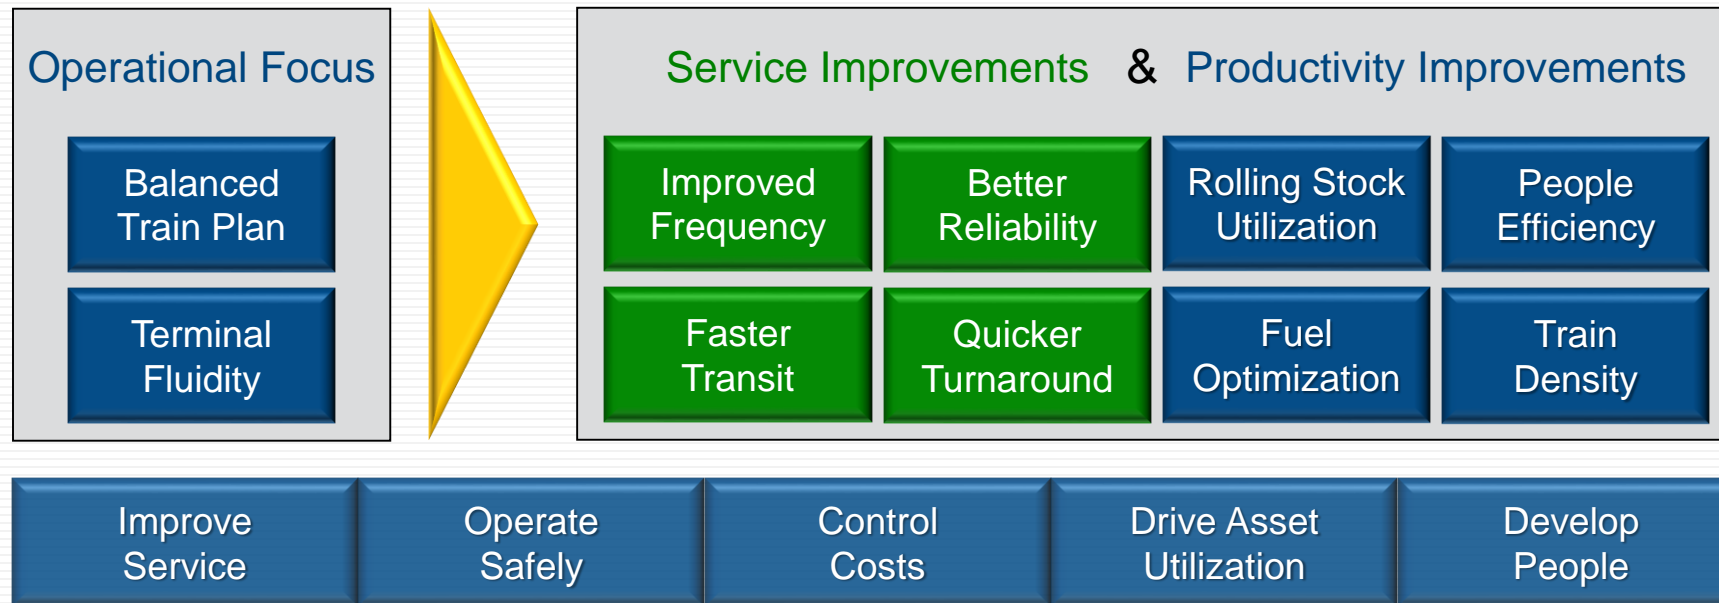 Operational Focus
Balanced
Train Plan
Terminal
Fluidity
Service Improvements & Productivity Improvements
Improved
Frequency
Better
Reliability
Rolling Stock
Utilization
People
Efficiency
Faster
Transit
Quicker
Turnaround
Fuel
Optimization
Train
Density
Improve
Service
Operate
Safely
Control
Costs
Drive Asset
Utilization
Develop
People